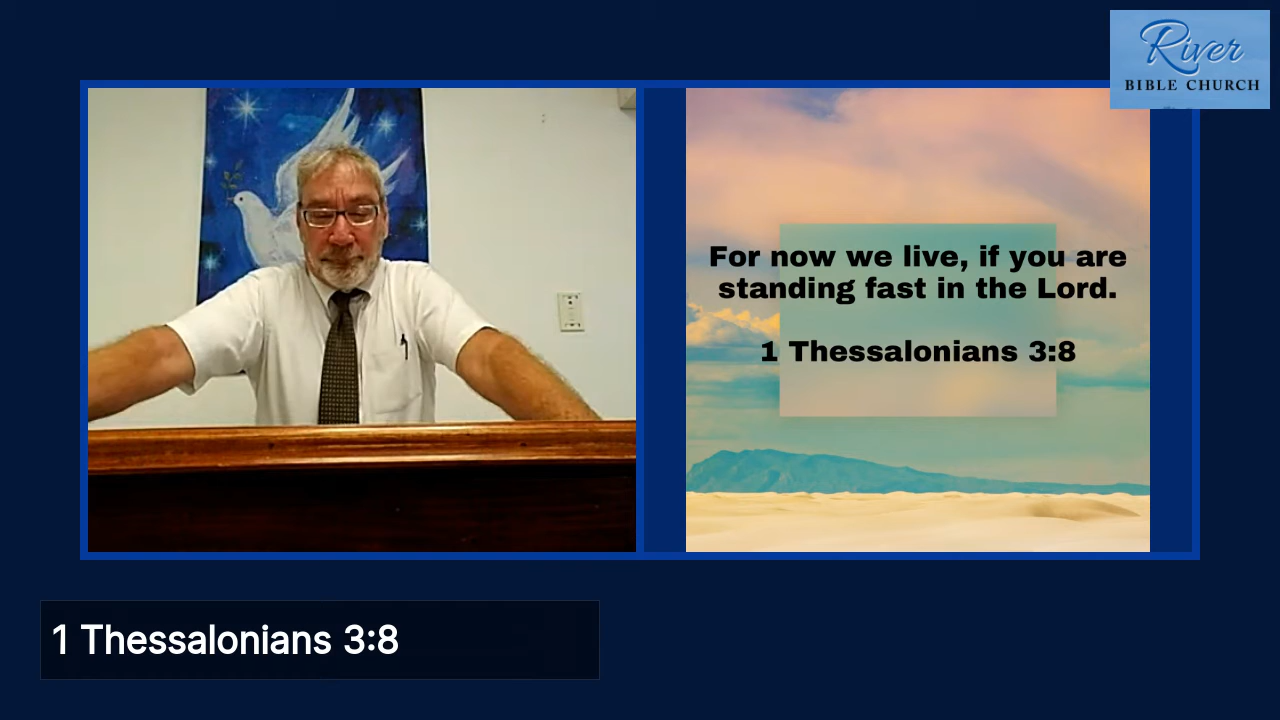 River
BIBLE CHURCH
For now we live, if you are
standing fast in the Lord.
1 Thessalonians 3:8
1 Thessalonians 3:8